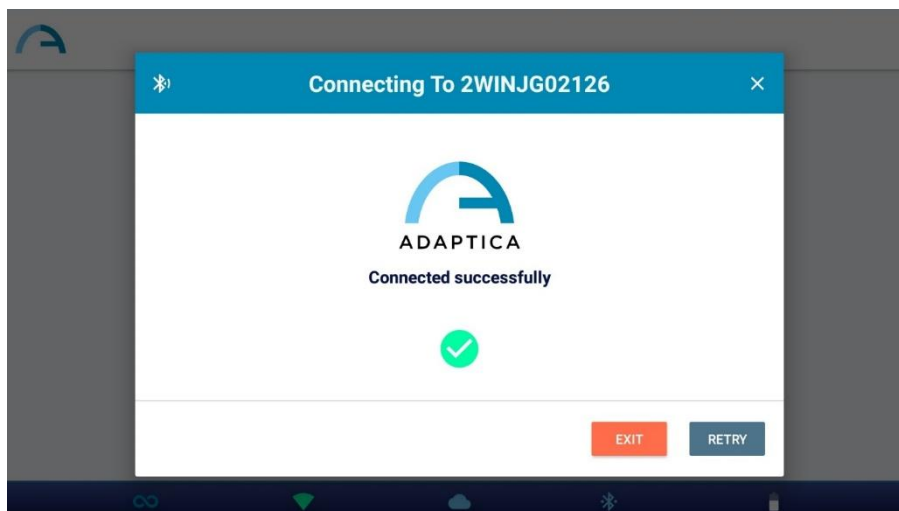 Connecting To 2WINJG02126
ADAPTICA
Connected successfully
EXIT
RETRY